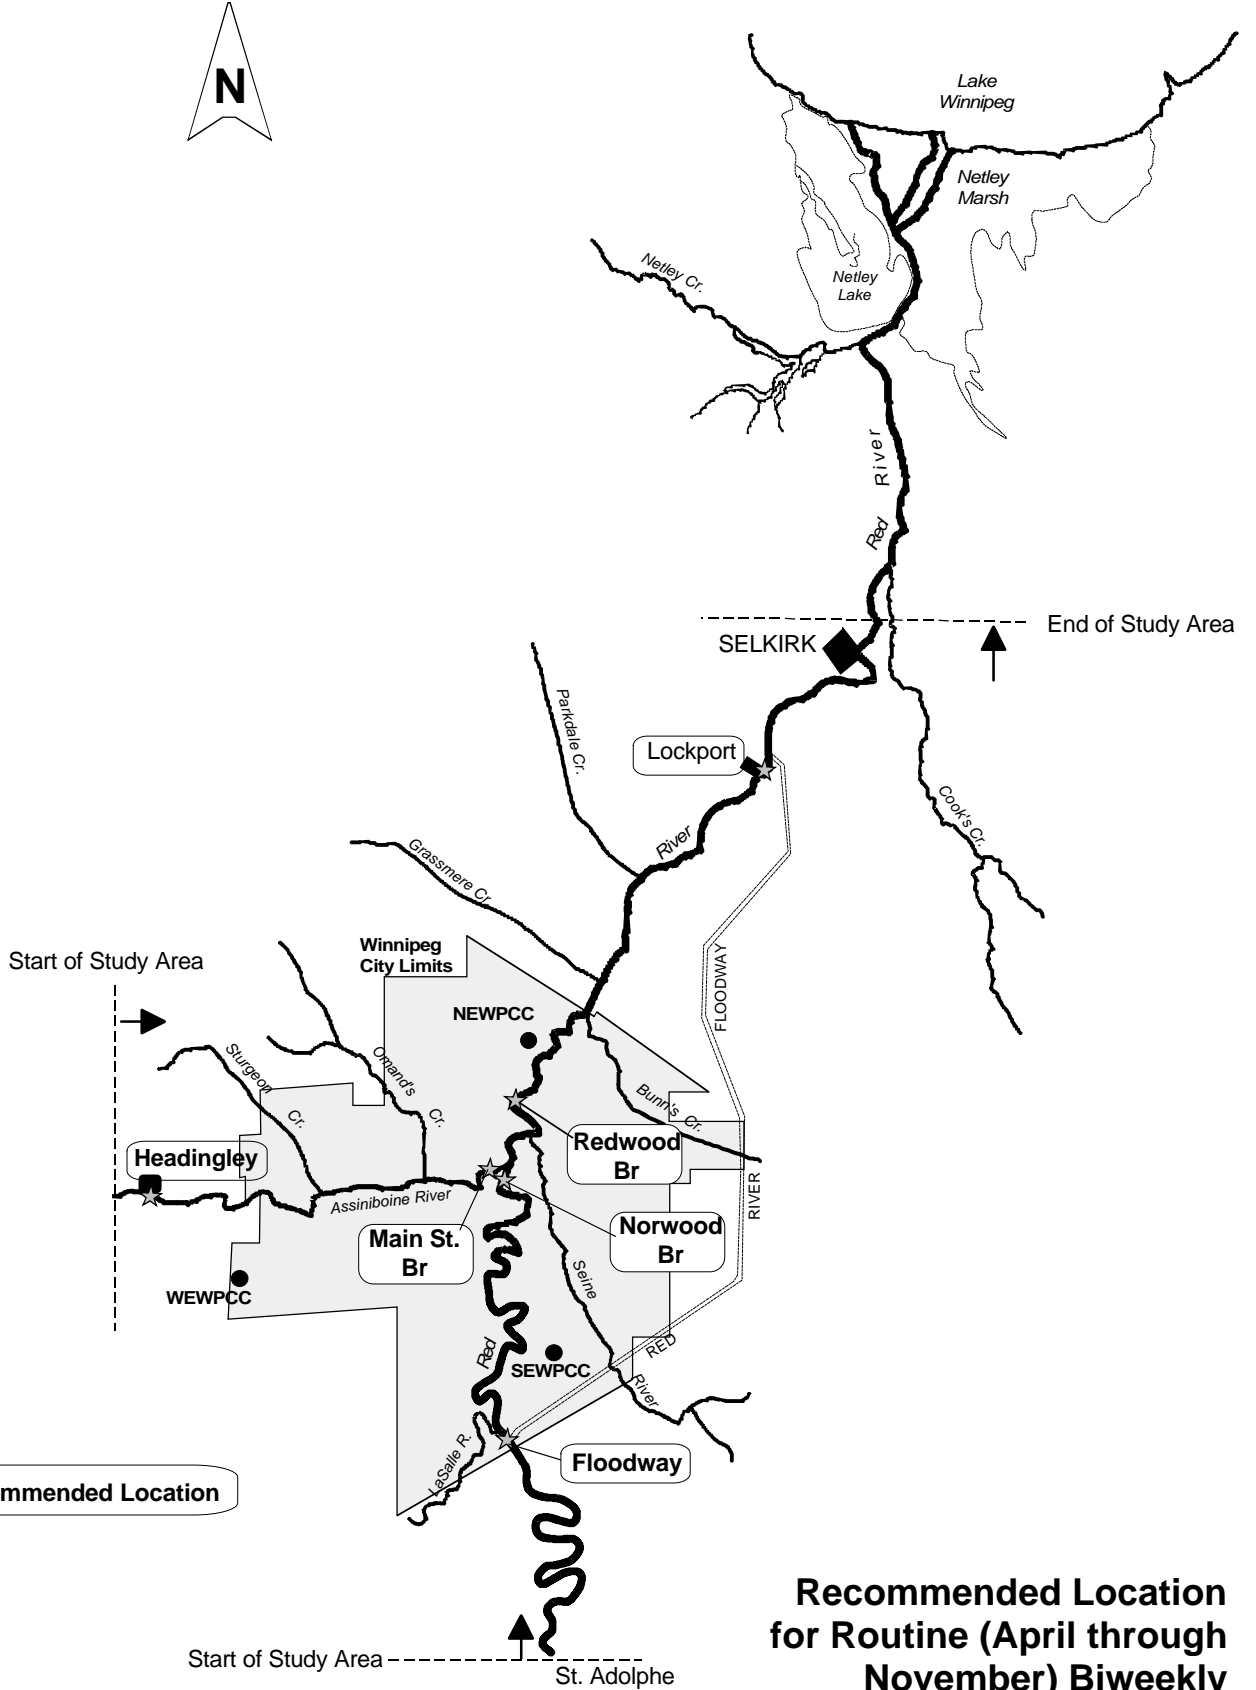 N
Lake
Winnipeg
Netley
Marsh
Netley Cr.
Netley
Lake
River
Red
End of Study Area
SELKIRK
Parkdale Cr.
Lockport
Cook's Cr.
River
Grassmere Cr.
Winnipeg
City Limits
Start of Study Area
FLOODWAY
NEWPCC
Sturgeon
Cr.
Omand's
Cr.
Bunn's Cr.
Redwood
Br
Headingley
Assiniboine River
RIVER
Main St.
Br
Norwood
Br
Seine
WEWPCC
Red
SEWPCC
RED
River
LaSalle R.
Floodway
mmended Location
Recommended Location
for Routine (April through
November) Biweekly
Start of Study Area
St. Adolphe